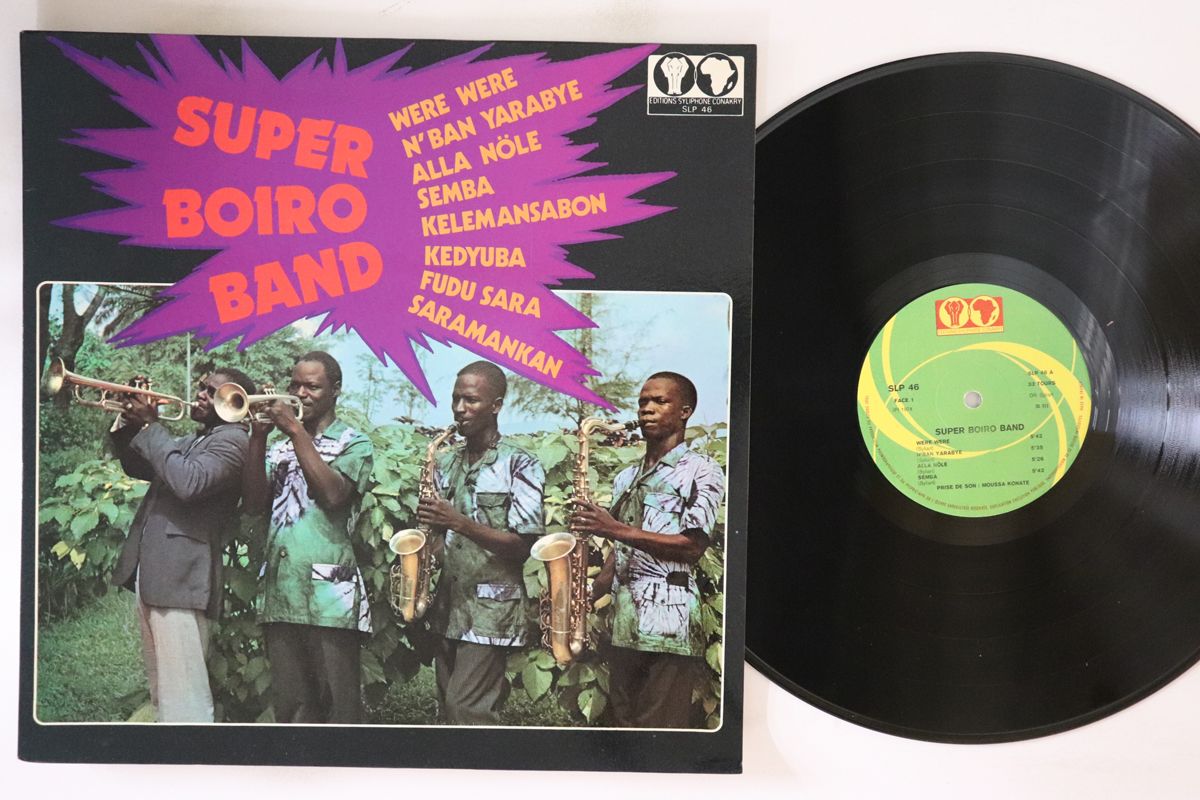 SUPER
BOIRO
BAND
WERE WERE
N'BAN YARABYE
ALLA NÖLE
SEMBA
KELEMANSABON
KEDYUBA
FUDU SARA
SARAMANKAN
EDITIONS SYLIPHONE CONAKRY
SLP 46
SLP 46
FACE 1
SLP 46 A
33 TOURS
SUPER BOIRO BAND
WERE WERE 5'42
N'BAN YARABYE 5'35
ALLA NÖLE 5'26
SEMBA 5'42
PRISE DE SON : MOUSSA KONATE